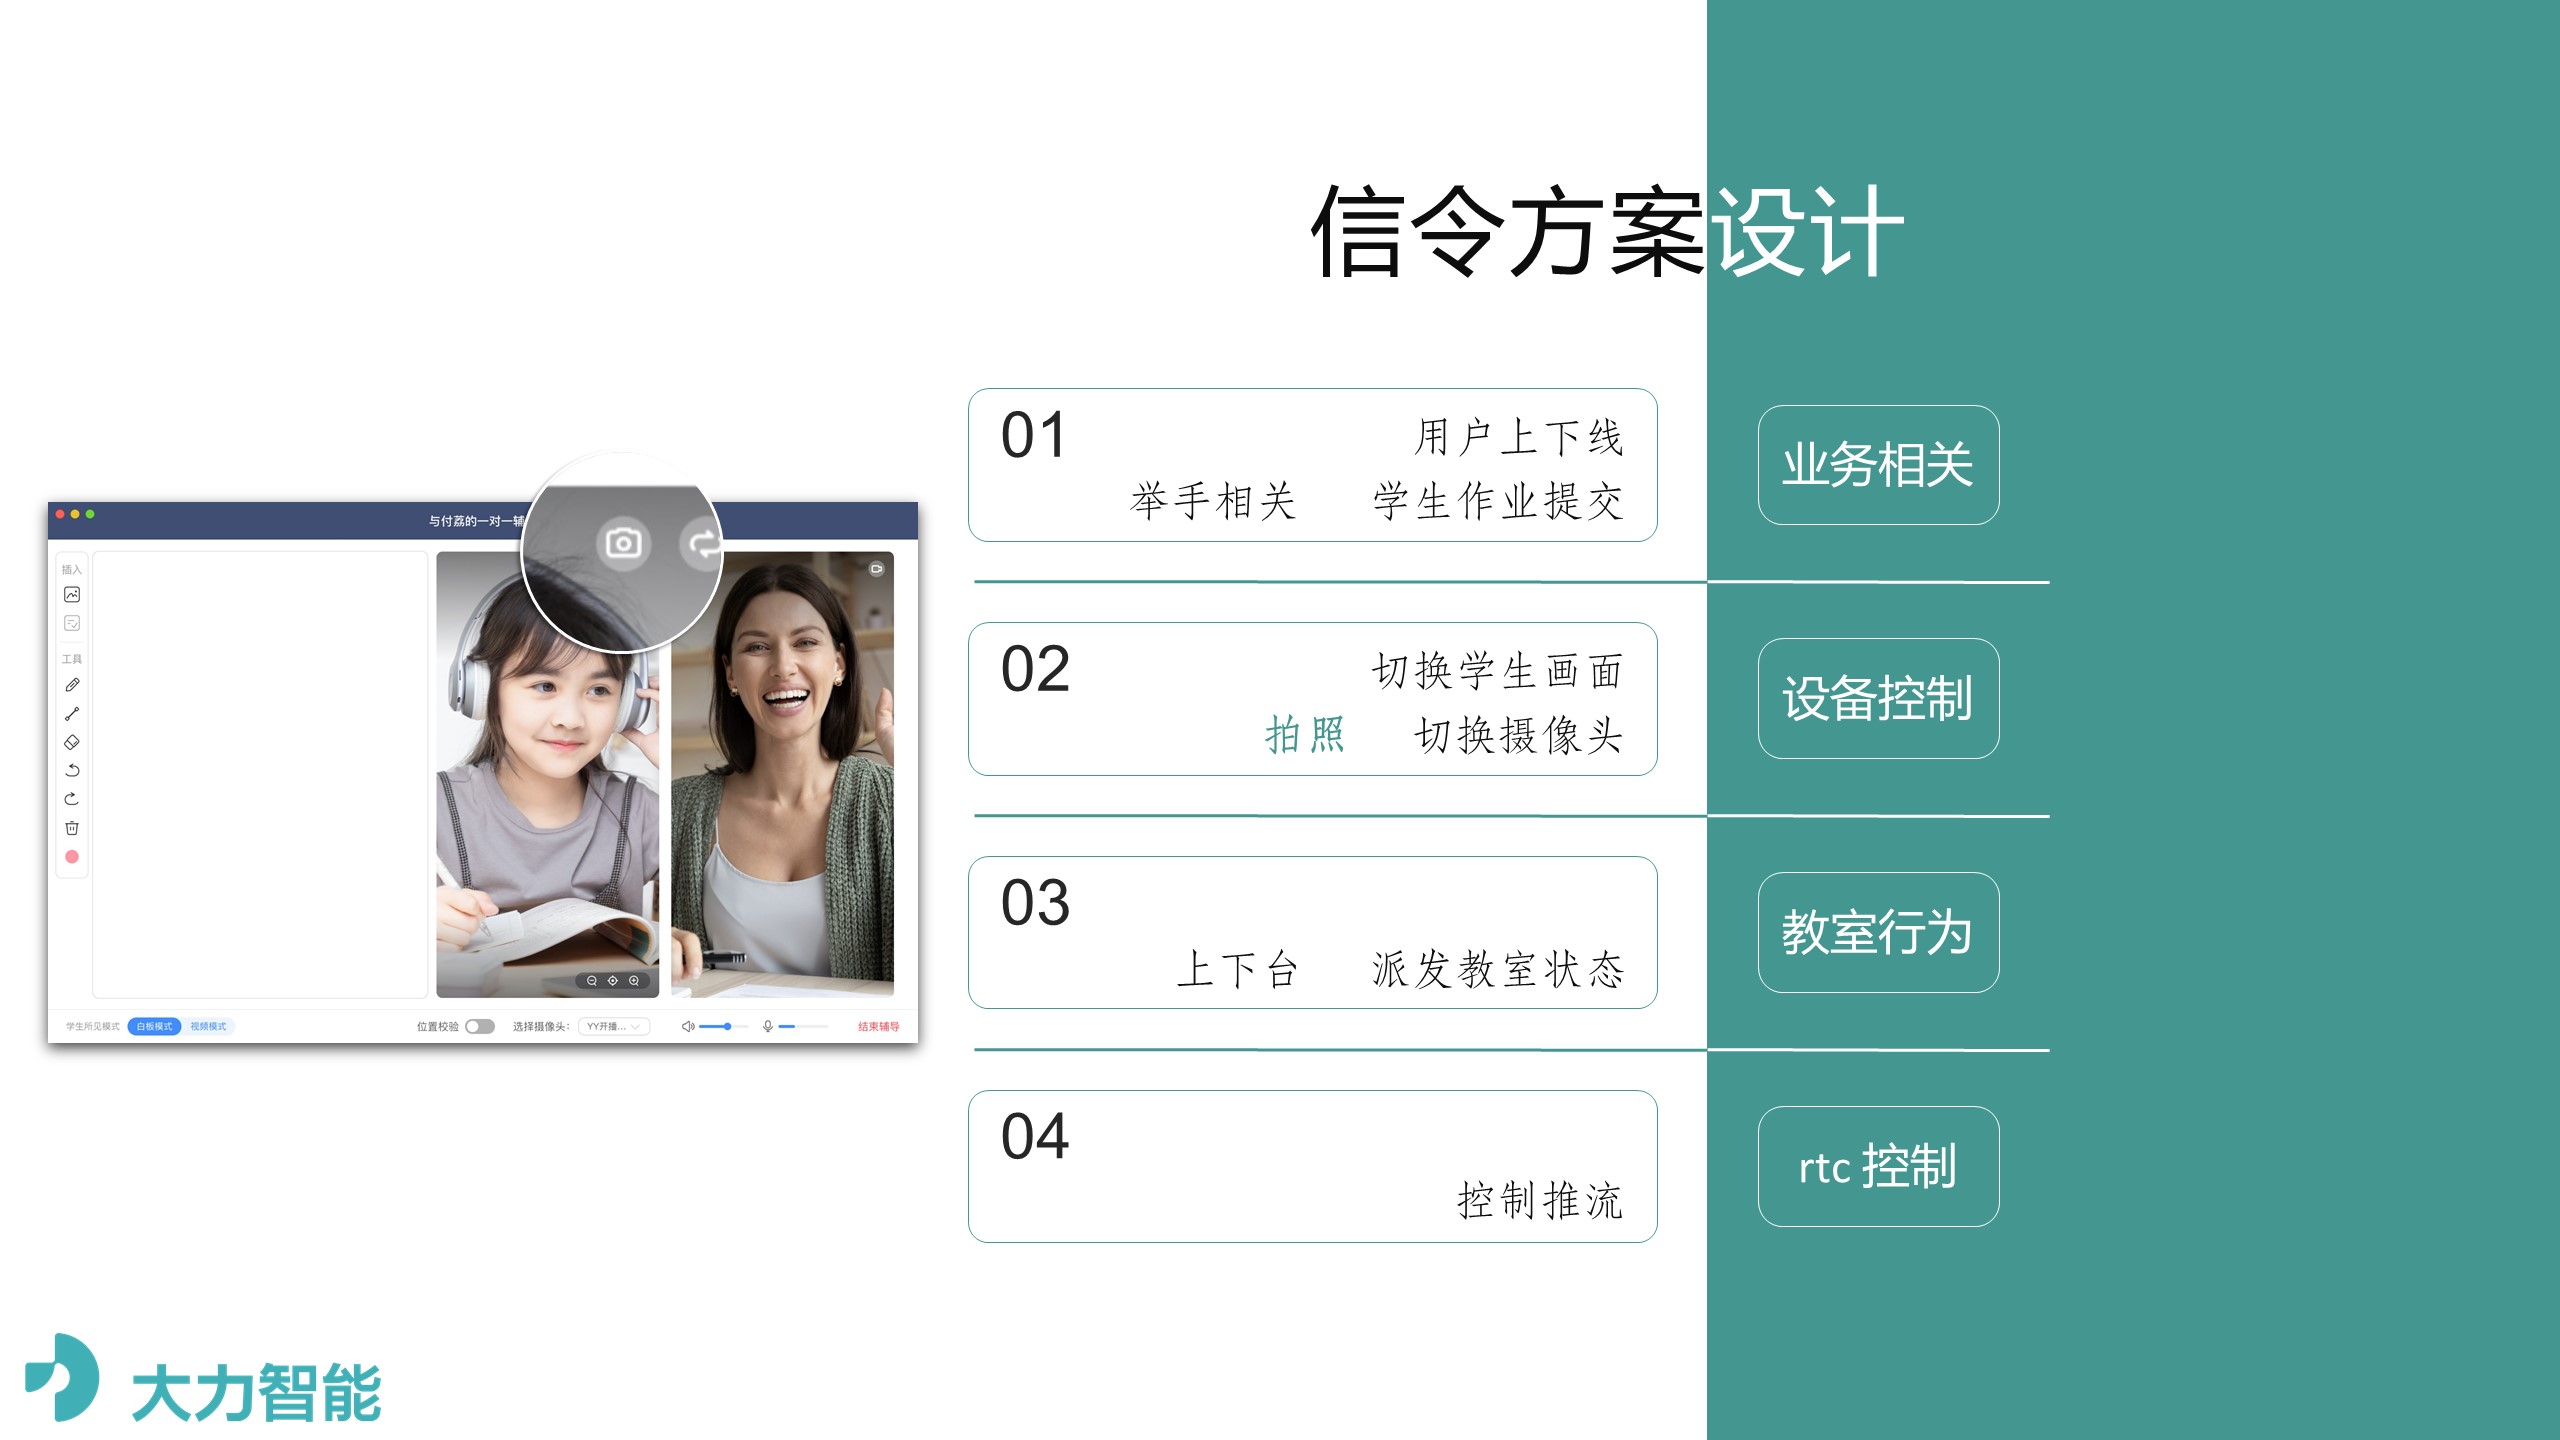 信令方案设计
01
用户上下线
举手相关 学生作业提交
业务相关
02
切换学生画面
拍照 切换摄像头
设备控制
03
上下台 派发教室状态
教室行为
04
控制推流
rtc 控制
与付荔的一对一辅
插入
工具
学生所见模式 白板模式 视频模式 位置校验 选择摄像头： YY开播... 结束辅导
大力智能